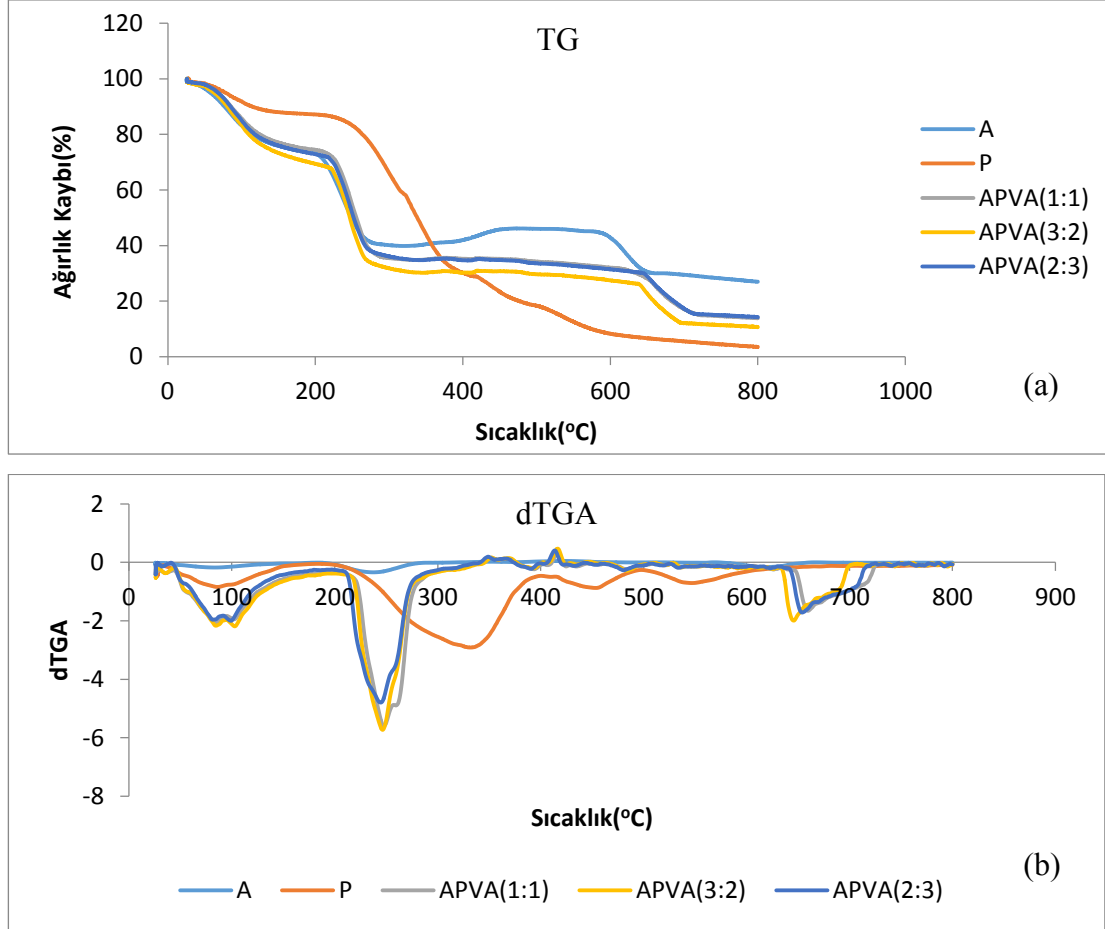 TG
120
100
80
60
40
20
0
Ağırlık Kaybı(%)
0 200 400 600 800 1000
Sıcaklık(ºC)
A
P
APVA(1:1)
APVA(3:2)
APVA(2:3)
(a)
dTGA
2
0
-2
-4
-6
-8
dTGA
0 100 200 300 400 500 600 700 800 900
Sıcaklık(ºC)
(b)
A P APVA(1:1) APVA(3:2) APVA(2:3)